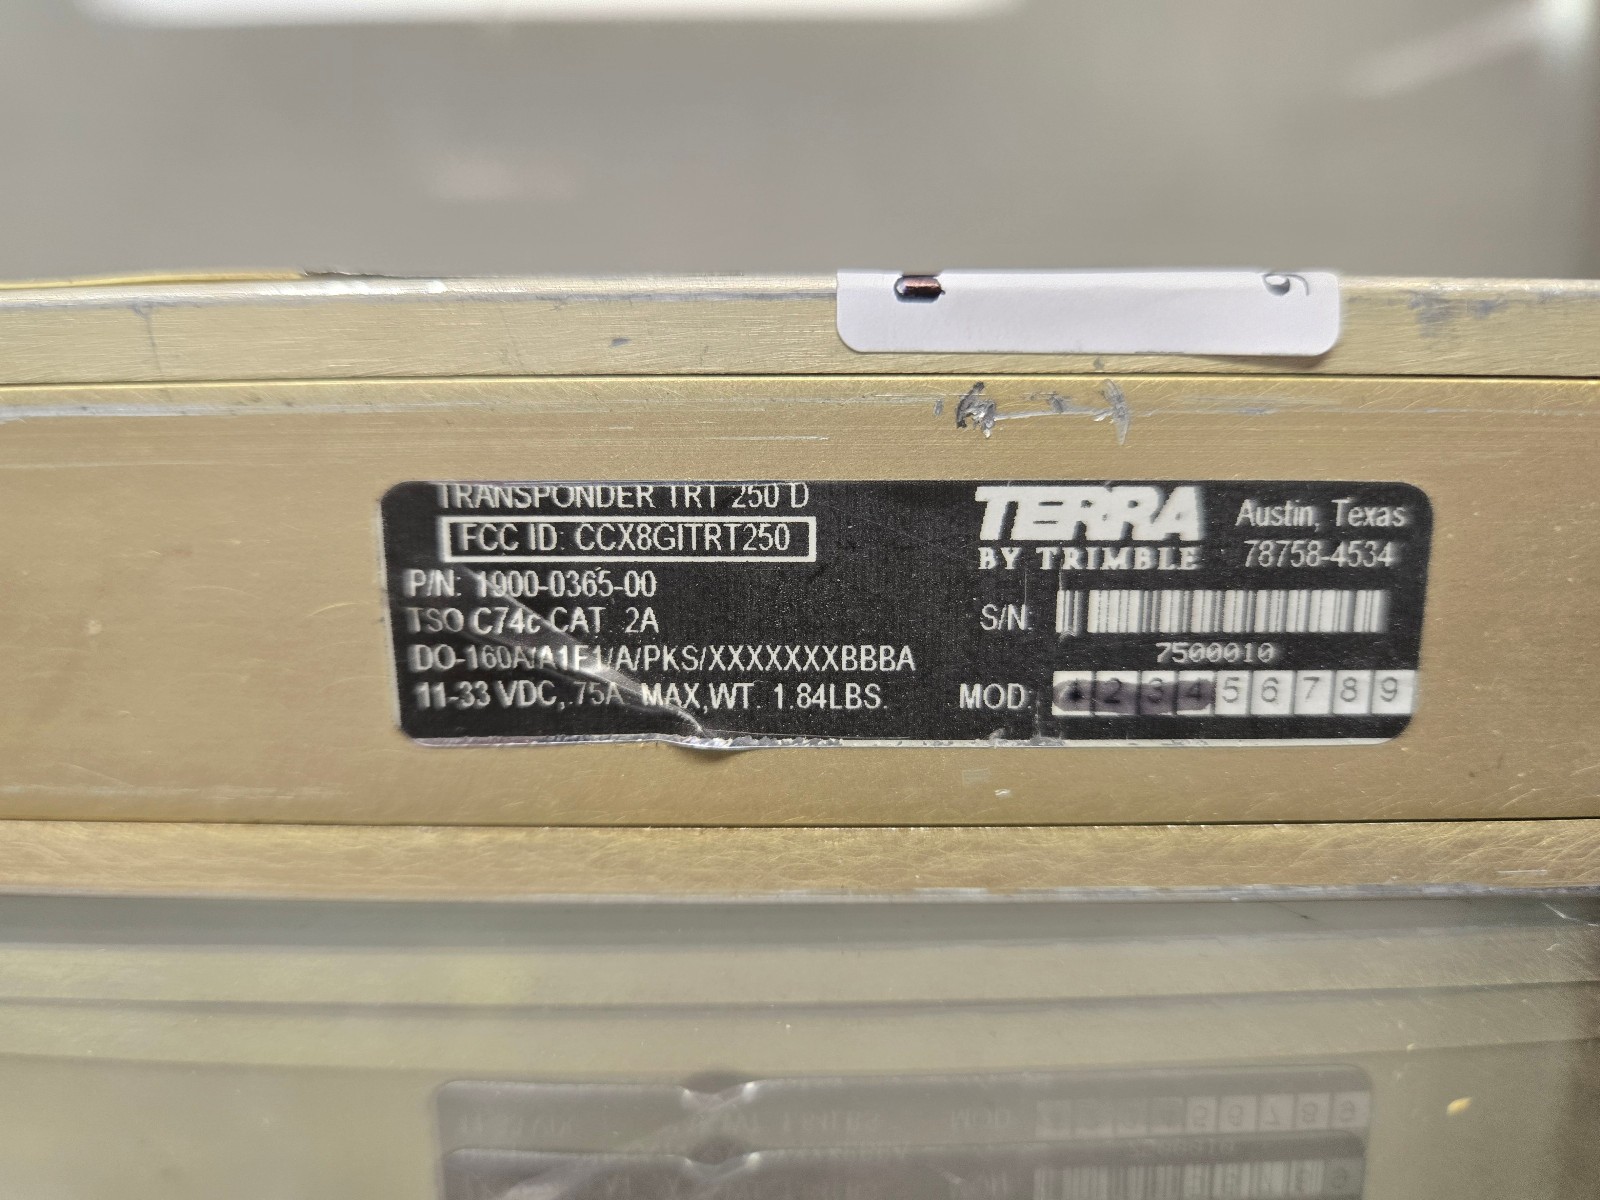 TRANSPONDER TRT 250 D
FCC ID: CCX8GITRT250
P/N: 1900-0365-00
TSO C74c CAT. 2A
DO-160A/A1F1/A/PKS/XXXXXXXBBBA
11-33 VDC, .75A MAX,WT. 1.84LBS.
TERRA
BY TRIMBLE
Austin, Texas
78758-4534
S/N:
7500010
MOD: 1 2 3 4 5 6 7 8 9